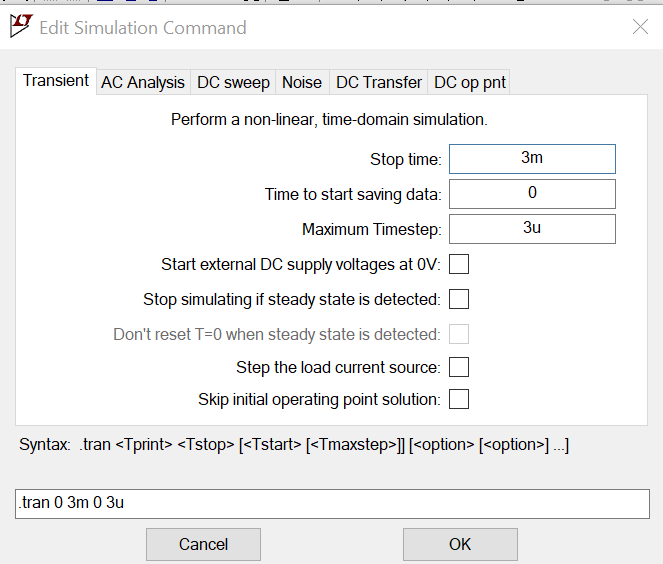 Edit Simulation Command
Transient AC Analysis DC sweep Noise DC Transfer DC op pnt
Perform a non-linear, time-domain simulation.
Stop time: 3m
Time to start saving data: 0
Maximum Timestep: 3u
Start external DC supply voltages at 0V:
Stop simulating if steady state is detected:
Don't reset T=0 when steady state is detected:
Step the load current source:
Skip initial operating point solution:
Syntax: .tran <Tprint> <Tstop> [<Tstart> [<Tmaxstep>]] [<option> [<option>] ...]
.tran 0 3m 0 3u
Cancel OK